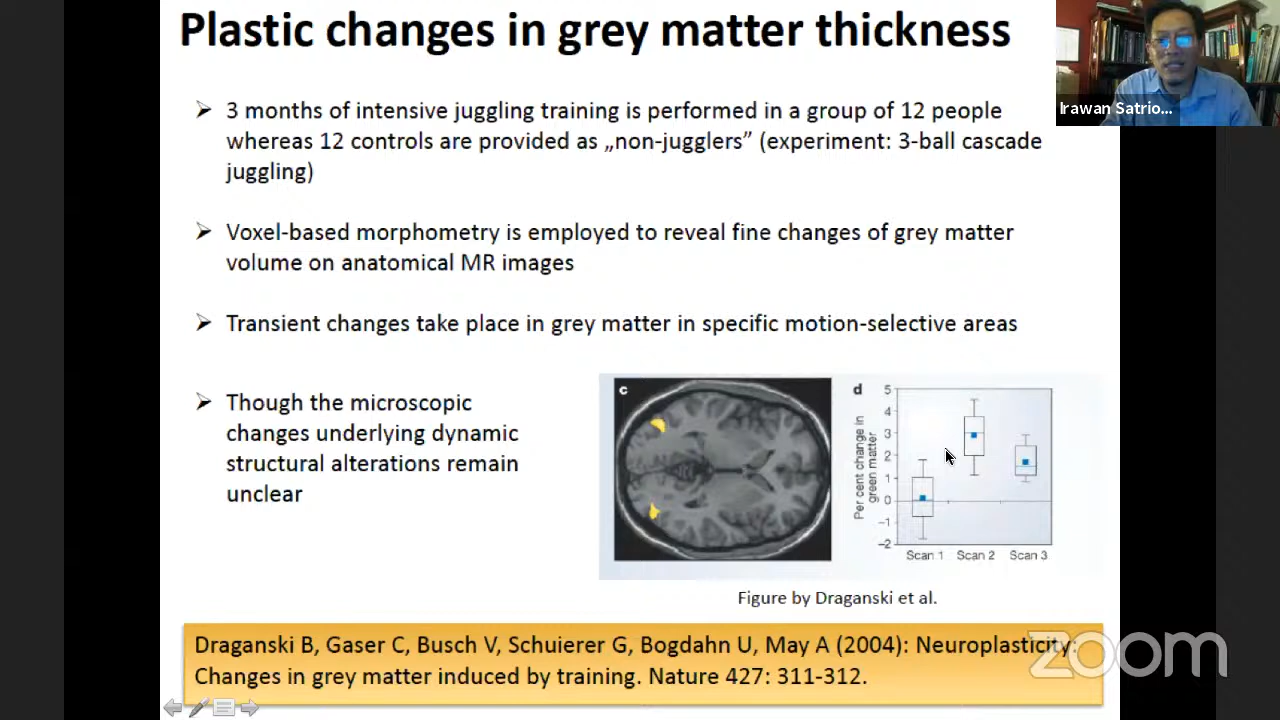 Plastic changes in grey matter thickness
Irawan Satrio...
➢ 3 months of intensive juggling training is performed in a group of 12 people
whereas 12 controls are provided as „non-jugglers” (experiment: 3-ball cascade
juggling)
➢ Voxel-based morphometry is employed to reveal fine changes of grey matter
volume on anatomical MR images
➢ Transient changes take place in grey matter in specific motion-selective areas
➢ Though the microscopic
changes underlying dynamic
structural alterations remain
unclear
c
d
Per cent change in
green matter
5
4
3
2
1
0
−1
−2
Scan 1 Scan 2 Scan 3
Figure by Draganski et al.
Draganski B, Gaser C, Busch V, Schuierer G, Bogdahn U, May A (2004): Neuroplasticity:
Changes in grey matter induced by training. Nature 427: 311-312.
zoom